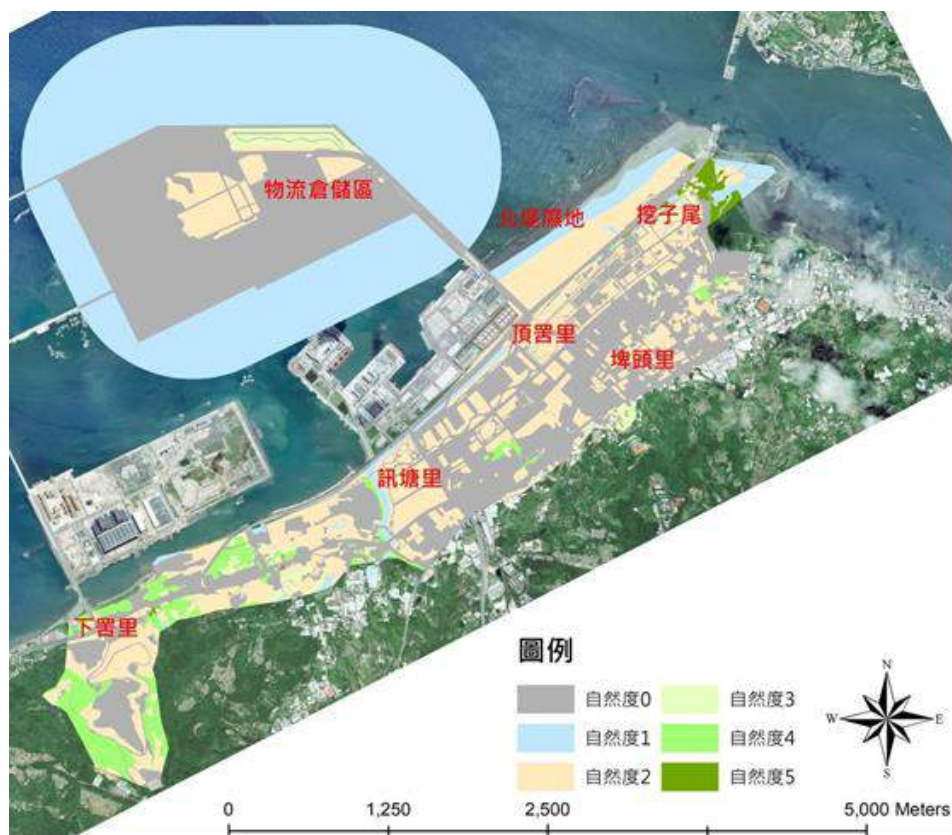 物流倉儲區
北堤濕地
挖子尾
頂罟里
埤頭里
訊塘里
下罟里
圖例
自然度0
自然度3
自然度1
自然度4
自然度2
自然度5
N
W
E
S
0
1,250
2,500
5,000 Meters